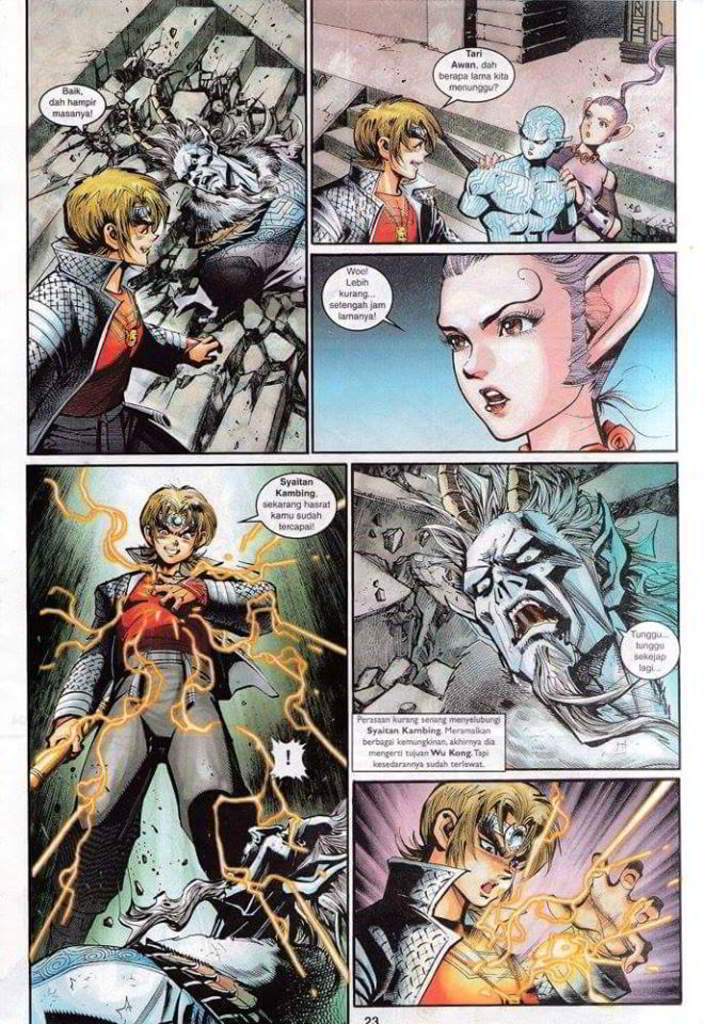 Baik,
dah hampir
masanya!
Tari
Awan, dah
berapa lama kita
menunggu?
Woe!
Lebih
kurang...
setengah jam
lamanya!
Syaitan
Kambing,
sekarang hasrat
kamu sudah
tercapai!
!
Tunggu...
tunggu
sekejap
lagi...
Perasaan kurang senang menyelubungi
Syaitan Kambing. Meramalkan
berbagai kemungkinan, akhirnya dia
mengerti tujuan Wu Kong. Tapi
kesedarannya sudah terlewat.
23